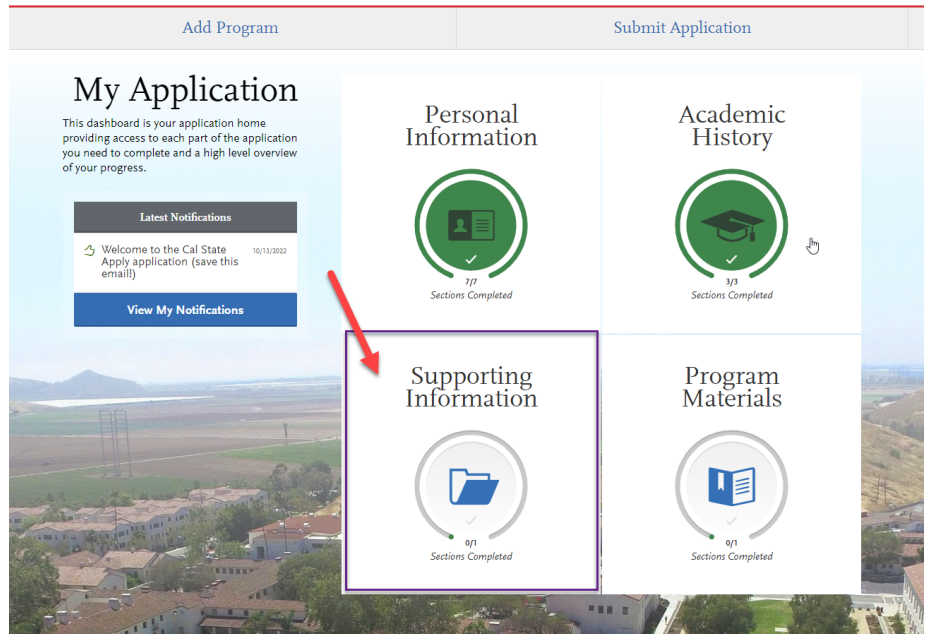 Add Program
Submit Application
My Application
This dashboard is your application home
providing access to each part of the application
you need to complete and a high level overview
of your progress.
Latest Notifications
Welcome to the Cal State
Apply application (save this
email!)
10/13/2022
View My Notifications
Personal
Information
7/7
Sections Completed
Academic
History
3/3
Sections Completed
Supporting
Information
0/1
Sections Completed
Program
Materials
0/1
Sections Completed